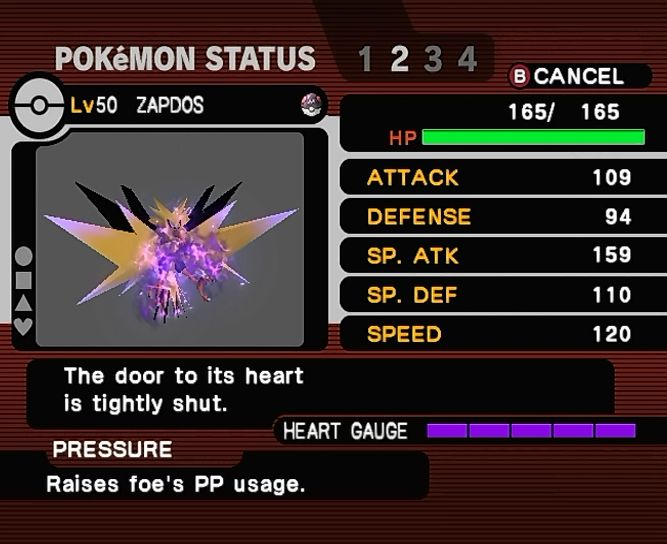 POKéMON STATUS 1 2 3 4
B CANCEL
Lv50 ZAPDOS
165/ 165
HP
ATTACK 109
DEFENSE 94
SP. ATK 159
SP. DEF 110
SPEED 120
The door to its heart
is tightly shut.
HEART GAUGE
PRESSURE
Raises foe's PP usage.